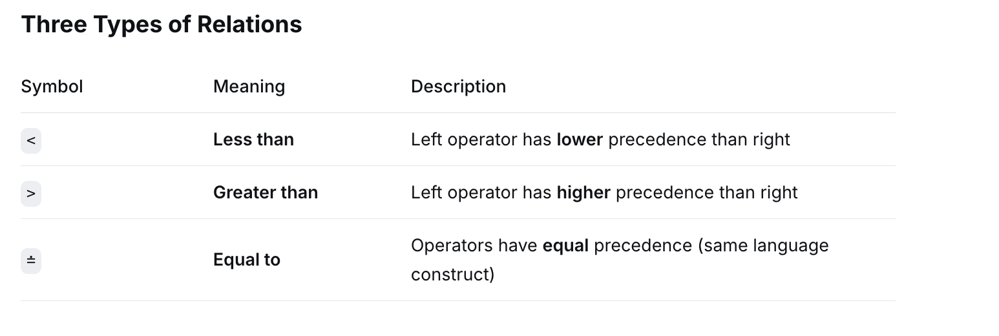 Three Types of Relations
Symbol Meaning Description
< Less than Left operator has lower precedence than right
> Greater than Left operator has higher precedence than right
≐ Equal to Operators have equal precedence (same language
construct)